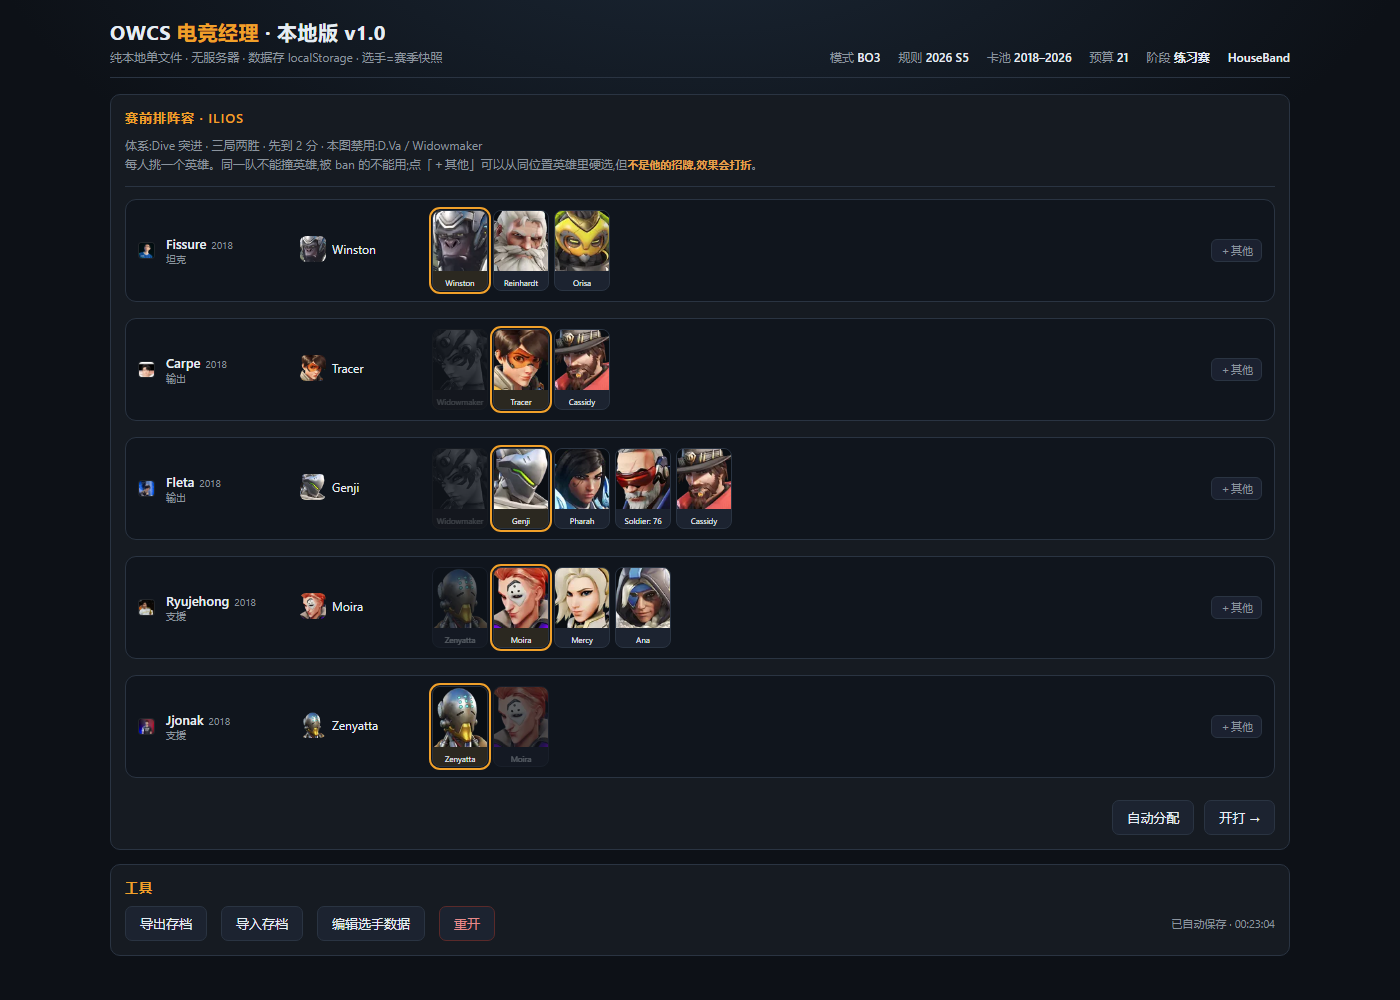 OWCS 电竞经理 · 本地版 v1.0
纯本地单文件 · 无服务器 · 数据存 localStorage · 选手=赛季快照
模式 BO3 规则 2026 S5 卡池 2018–2026 预算 21 阶段 练习赛 HouseBand
赛前排阵容 · ILIOS
体系:Dive 突进 · 三局两胜 · 先到 2 分 · 本图禁用:D.Va / Widowmaker
每人挑一个英雄。同一队不能撞英雄,被 ban 的不能用;点「＋其他」可以从同位置英雄里硬选,但不是他的招牌,效果会打折。
Fissure 2018
坦克
Winston
Winston Reinhardt Orisa
＋其他
Carpe 2018
输出
Tracer
Widowmaker Tracer Cassidy
＋其他
Fleta 2018
输出
Genji
Widowmaker Genji Pharah Soldier: 76 Cassidy
＋其他
Ryujehong 2018
支援
Moira
Zenyatta Moira Mercy Ana
＋其他
Jjonak 2018
支援
Zenyatta
Zenyatta Moira
＋其他
自动分配 开打 →
工具
导出存档 导入存档 编辑选手数据 重开
已自动保存 · 00:23:04